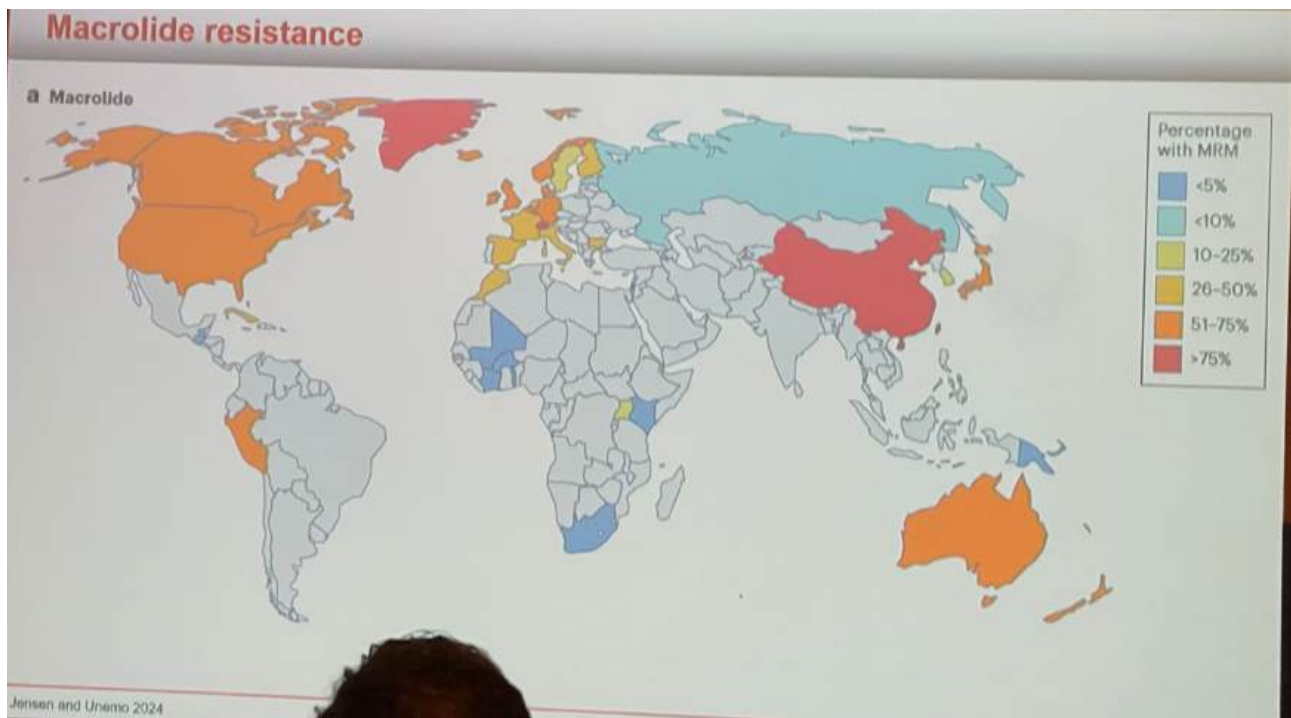 Macrolide resistance
a Macrolide
Percentage
with MRM
<5%
<10%
10–25%
26–50%
51–75%
>75%
Jensen and Unemo 2024